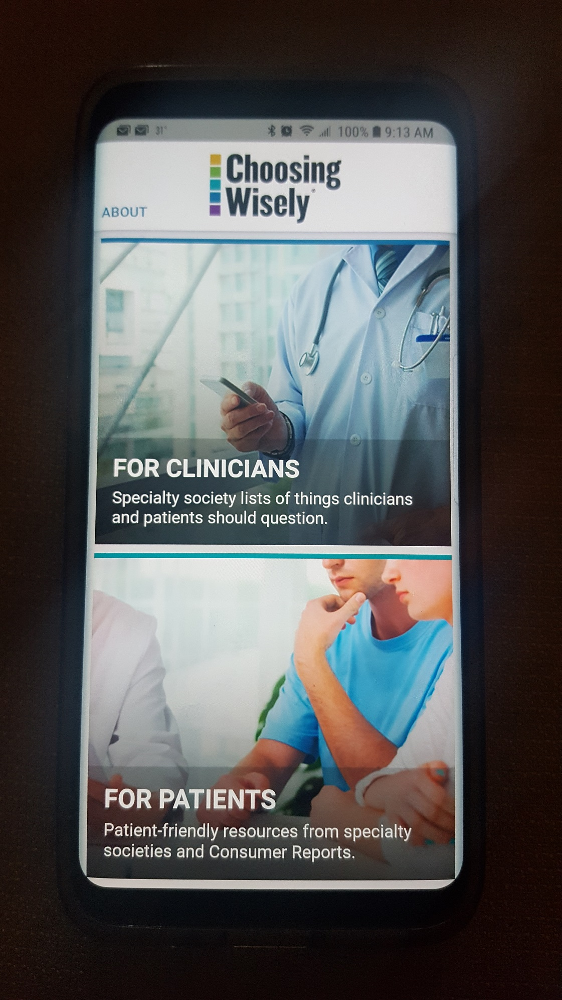 31°
100% 9:13 AM
Choosing
Wisely®
ABOUT
FOR CLINICIANS
Specialty society lists of things clinicians
and patients should question.
FOR PATIENTS
Patient-friendly resources from specialty
societies and Consumer Reports.